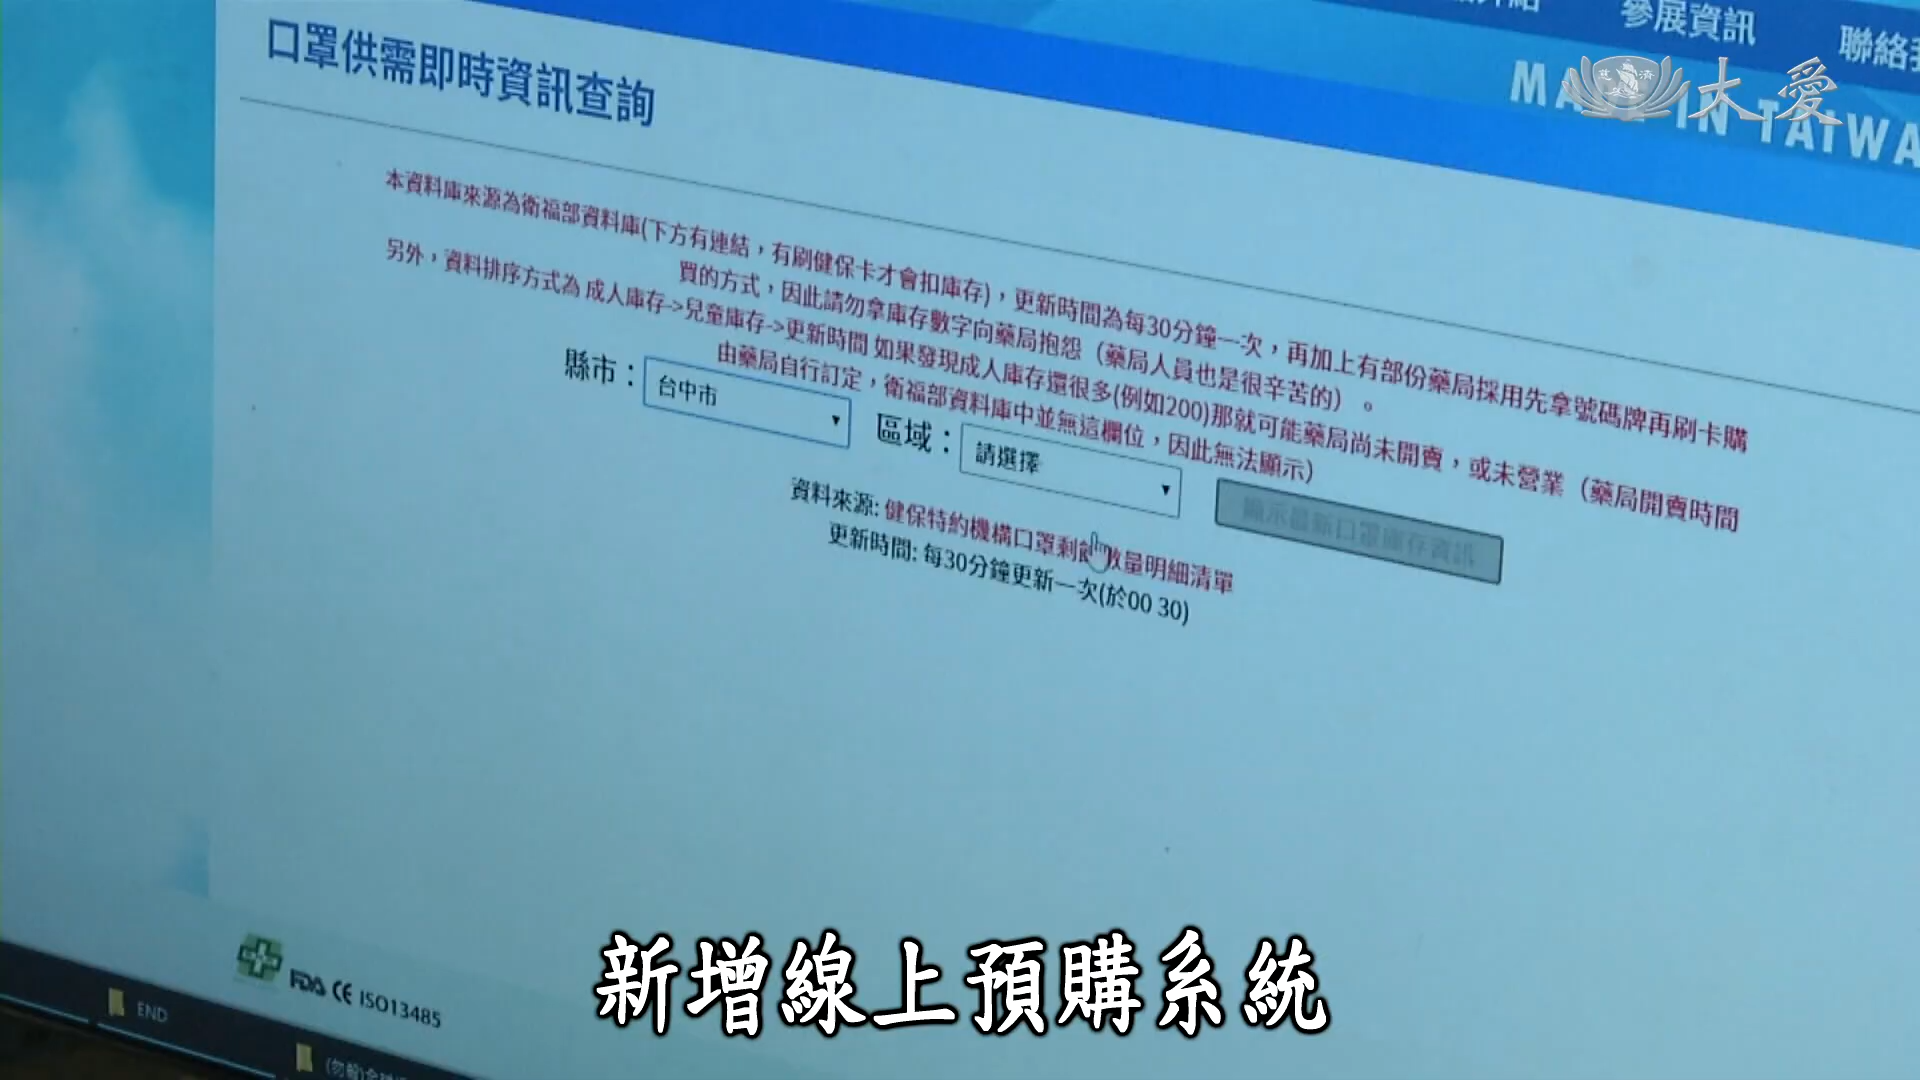 參展資訊
聯絡
大愛
IN TAIWA
口罩供需即時資訊查詢
本資料庫來源為衛福部資料庫(下方有連結，有刷健保卡才會扣庫存)，更新時間為每30分鐘一次，再加上有部份藥局採用先拿號碼牌再刷卡購
買的方式，因此請勿拿庫存數字向藥局抱怨（藥局人員也是很辛苦的）。
另外，資料排序方式為 成人庫存->兒童庫存->更新時間 如果發現成人庫存還很多(例如200)那就可能藥局尚未開賣，或未營業（藥局開賣時間
由藥局自行訂定，衛福部資料庫中並無這欄位，因此無法顯示）
縣市：台中市 區域：請選擇
資料來源: 健保特約機構口罩剩餘數量明細清單
更新時間: 每30分鐘更新一次(於00 30)
FDA CE ISO13485
END
新增線上預購系統